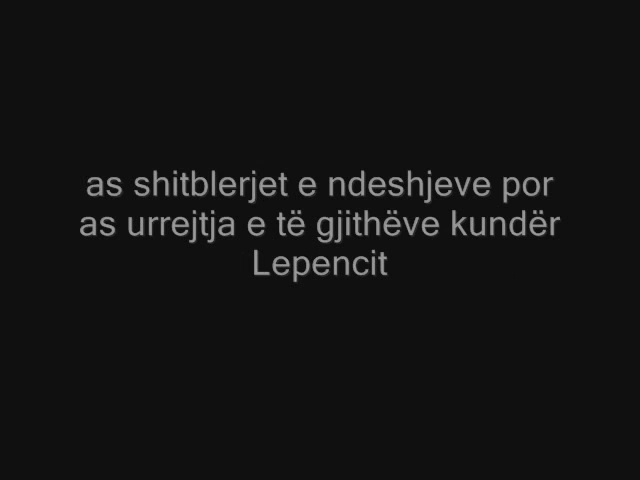 as shitblerjet e ndeshjeve por
as urrejtja e të gjithëve kundër
Lepencit